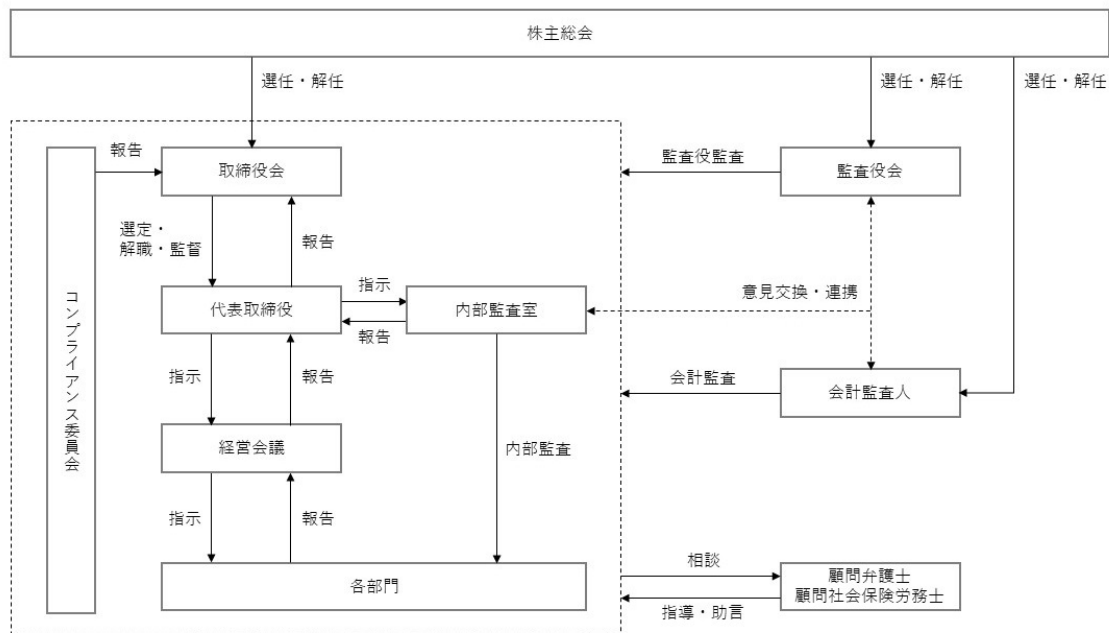 株主総会
選任・解任
選任・解任
選任・解任
報告
取締役会
監査役監査
監査役会
選定・
解職・監督
報告
コンプライアンス委員会
指示
代表取締役
内部監査室
意見交換・連携
報告
指示
報告
会計監査
会計監査人
経営会議
内部監査
指示
報告
各部門
相談
顧問弁護士
顧問社会保険労務士
指導・助言